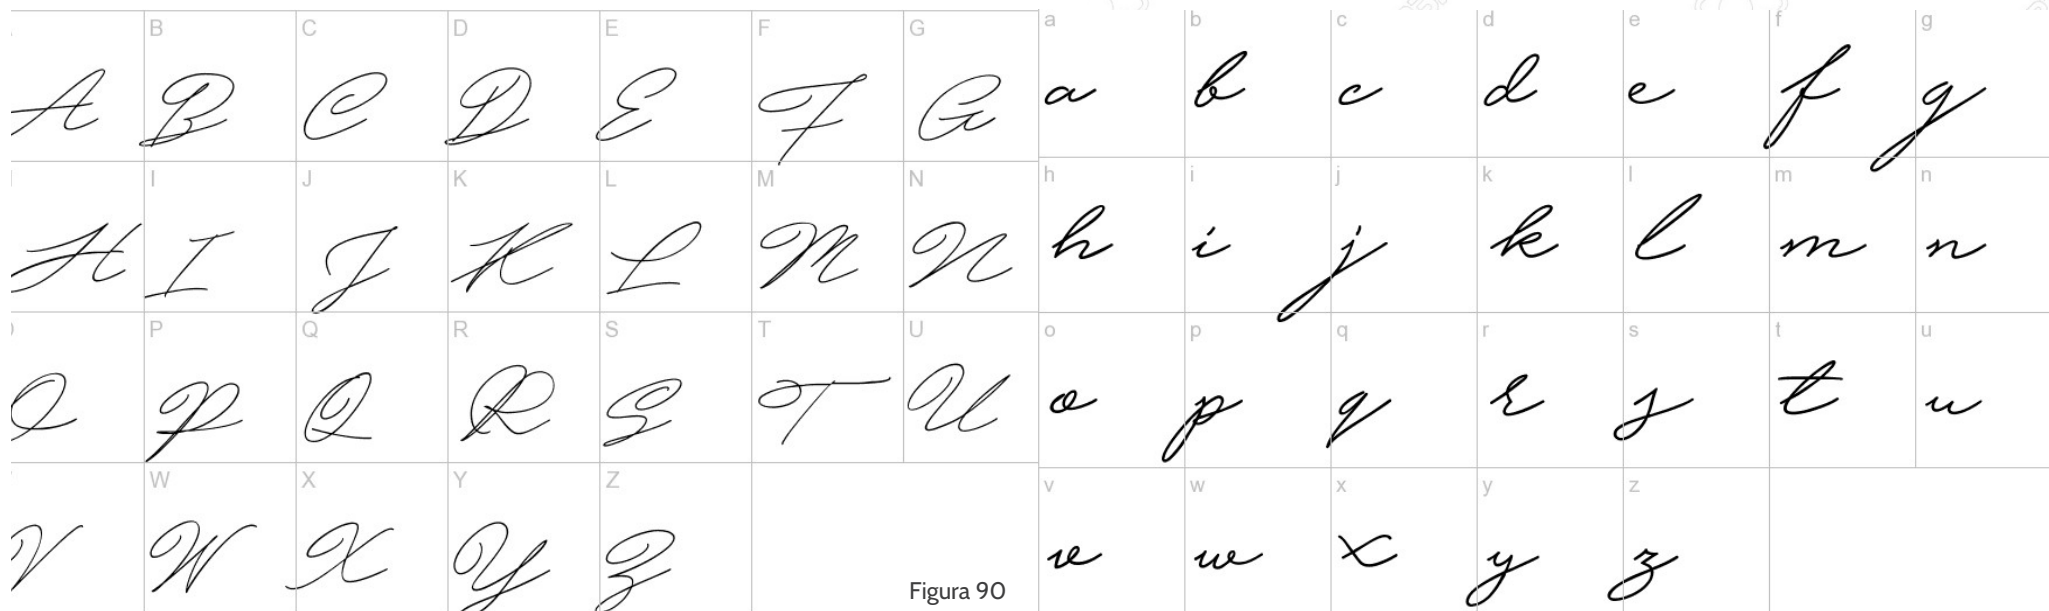 B C D E F G
A B C D E F G
I J K L M N
H I J K L M N
P Q R S T U
O P Q R S T U
W X Y Z
V W X Y Z
Figura 90
a b c d e f g
a b c d e f g
h i j k l m n
h i j k l m n
o p q r s t u
o p q r s t u
v w x y z
v w x y z